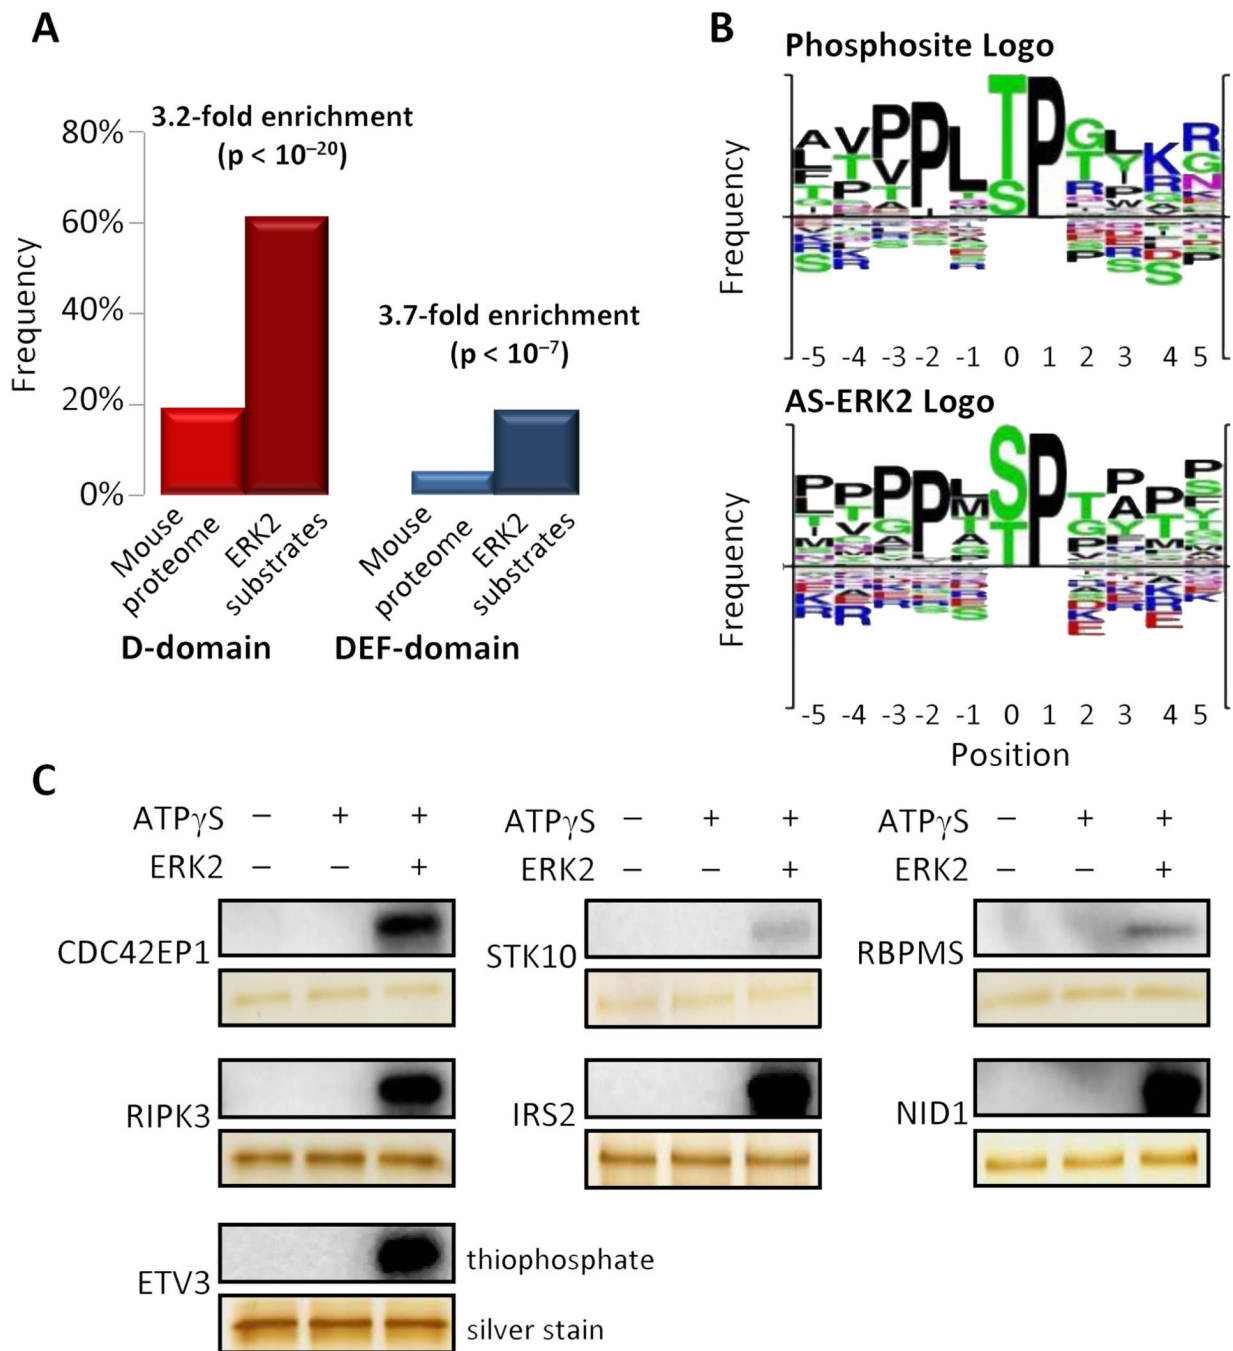 A
3.2-fold enrichment
(p < 10⁻²⁰)
80%
60%
40%
20%
0%
Frequency
3.7-fold enrichment
(p < 10⁻⁷)
Mouse proteome
ERK2 substrates
Mouse proteome
ERK2 substrates
D-domain
DEF-domain
B
Phosphosite Logo
Frequency
-5 -4 -3 -2 -1 0 1 2 3 4 5
AS-ERK2 Logo
Frequency
-5 -4 -3 -2 -1 0 1 2 3 4 5
Position
C
ATPγS – + +
ERK2 – – +
ATPγS – + +
ERK2 – – +
ATPγS – + +
ERK2 – – +
CDC42EP1
STK10
RBPMS
RIPK3
IRS2
NID1
ETV3
thiophosphate
silver stain